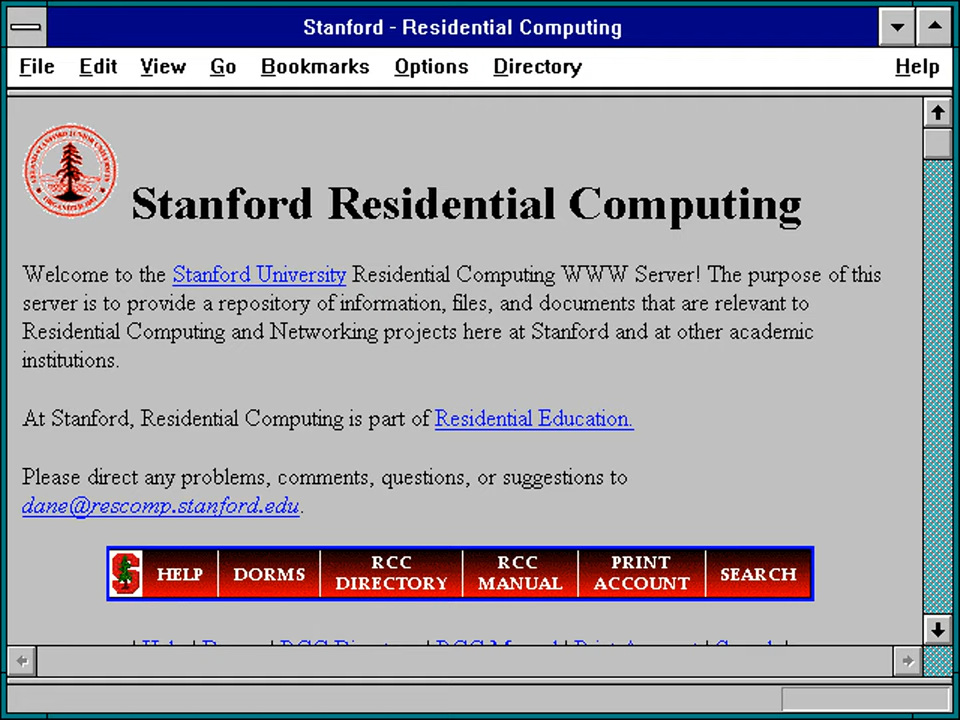 Stanford - Residential Computing
File Edit View Go Bookmarks Options Directory Help
Stanford Residential Computing
Welcome to the Stanford University Residential Computing WWW Server! The purpose of this
server is to provide a repository of information, files, and documents that are relevant to
Residential Computing and Networking projects here at Stanford and at other academic
institutions.
At Stanford, Residential Computing is part of Residential Education.
Please direct any problems, comments, questions, or suggestions to
dane@rescomp.stanford.edu.
HELP DORMS RCC DIRECTORY RCC MANUAL PRINT ACCOUNT SEARCH